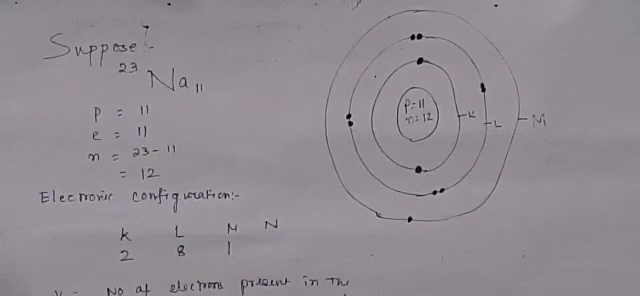 Suppose:-
23
Na 11
p = 11
e = 11
n = 23 - 11
= 12
Electronic configuration:-
K L M N
2 8 1
No of electrons present in the
p=11
n=12
K
L
M